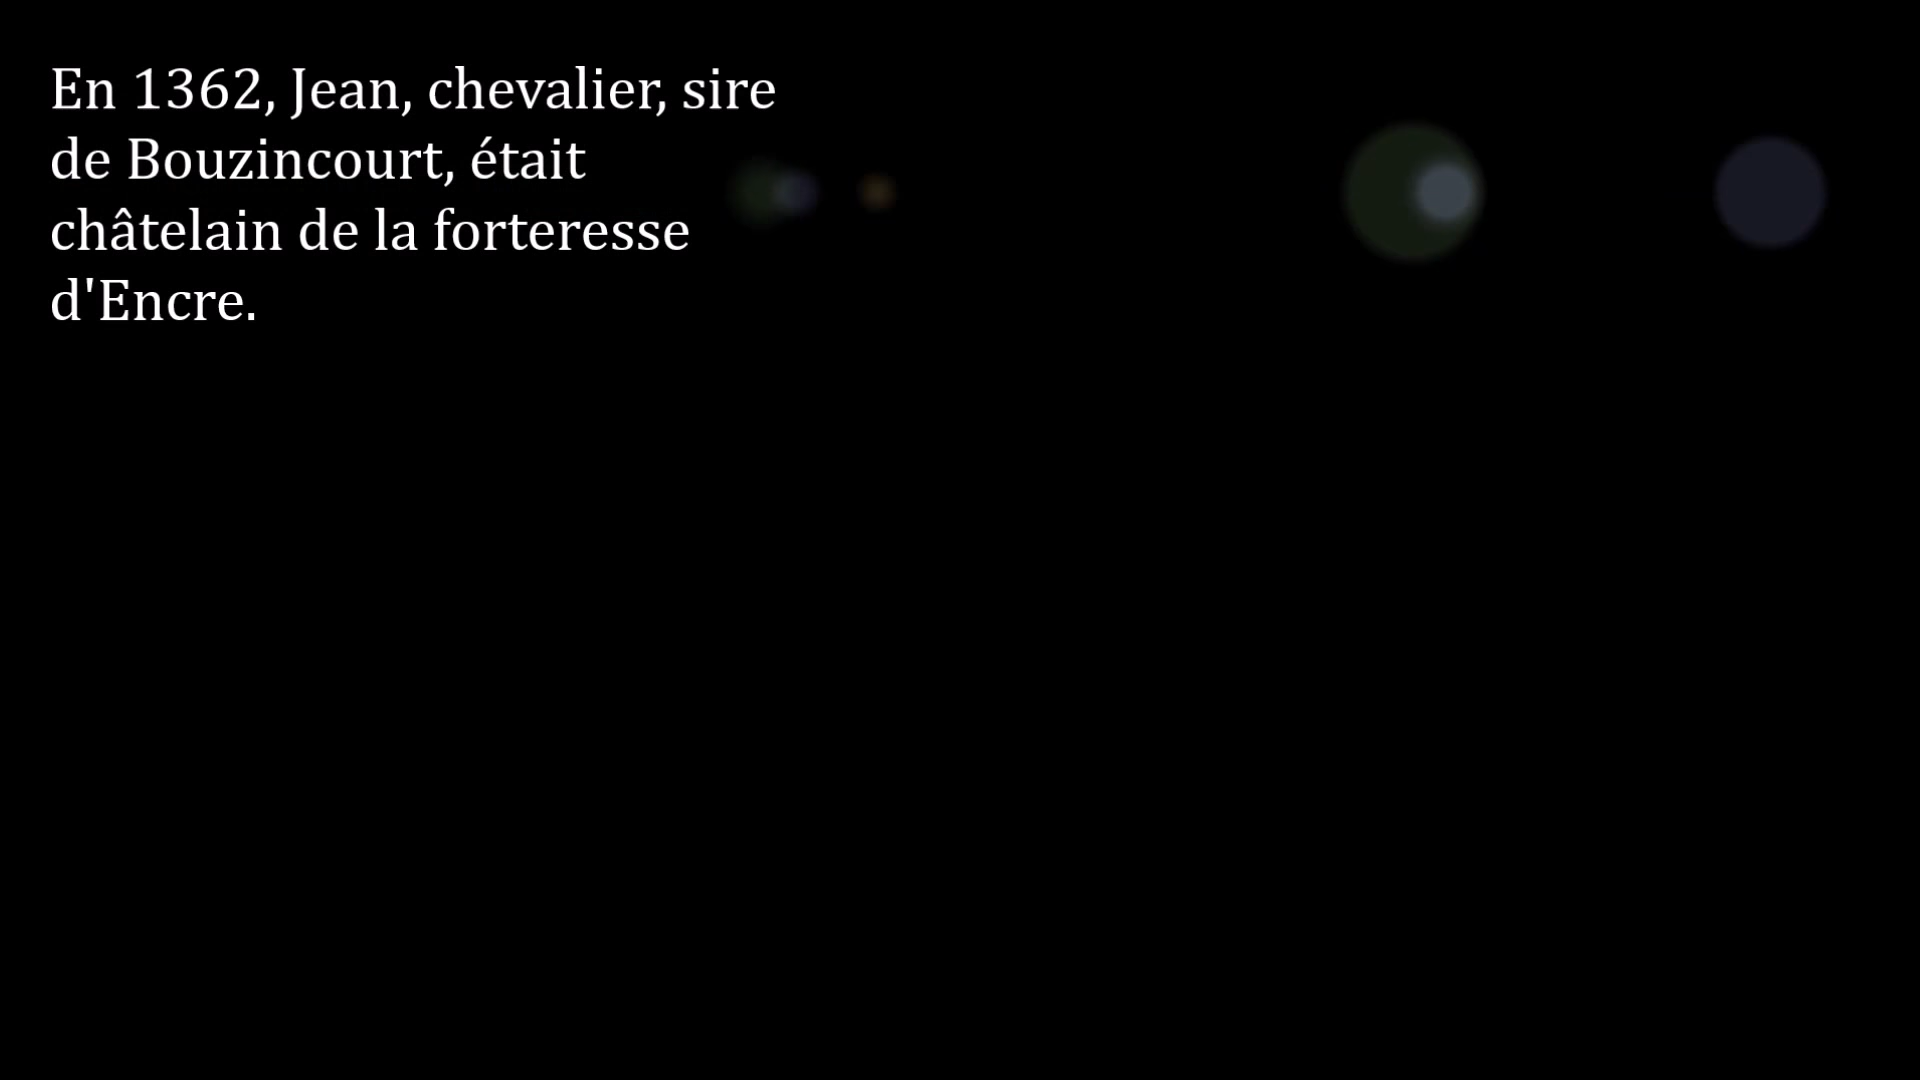 En 1362, Jean, chevalier, sire
de Bouzincourt, était
châtelain de la forteresse
d'Encre.